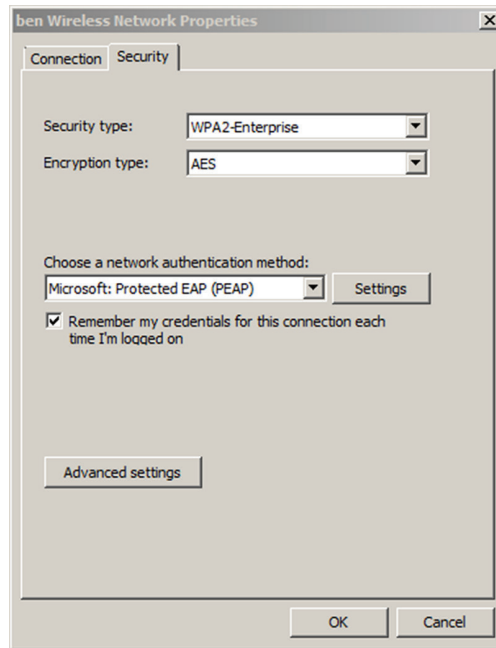 ben Wireless Network Properties
Connection Security
Security type: WPA2-Enterprise
Encryption type: AES
Choose a network authentication method:
Microsoft: Protected EAP (PEAP) Settings
Remember my credentials for this connection each
time I'm logged on
Advanced settings
OK Cancel